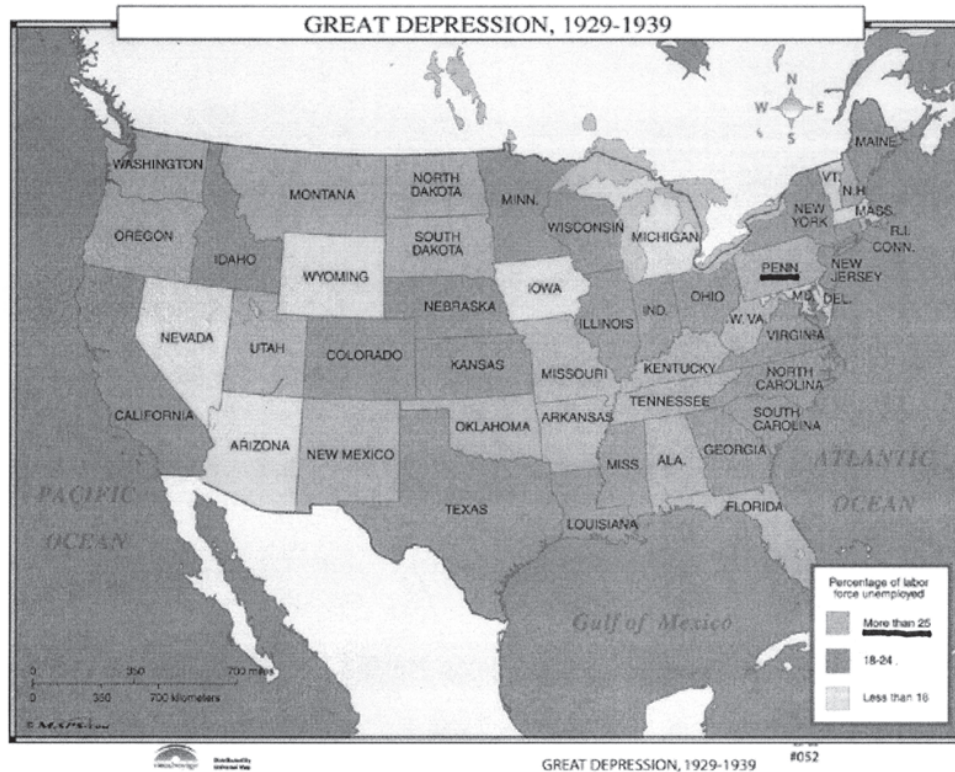 GREAT DEPRESSION, 1929-1939
N
W E
S
WASHINGTON
MONTANA
NORTH
DAKOTA
MINN.
MAINE
VT.
N.H.
OREGON
IDAHO
SOUTH
DAKOTA
WISCONSIN
MICHIGAN
NEW
YORK
MASS.
R.I.
CONN.
WYOMING
IOWA
PENN
NEW
JERSEY
NEVADA
UTAH
COLORADO
NEBRASKA
ILLINOIS
IND.
OHIO
W. VA.
MD.
DEL.
VIRGINIA
CALIFORNIA
KANSAS
MISSOURI
KENTUCKY
NORTH
CAROLINA
ARIZONA
NEW MEXICO
OKLAHOMA
ARKANSAS
TENNESSEE
SOUTH
CAROLINA
PACIFIC
OCEAN
TEXAS
LOUISIANA
MISS.
ALA.
GEORGIA
FLORIDA
ATLANTIC
OCEAN
Gulf of Mexico
Percentage of labor
force unemployed
More than 25
18-24
Less than 18
0 350 700 miles
0 350 700 kilometers
#052
GREAT DEPRESSION, 1929-1939